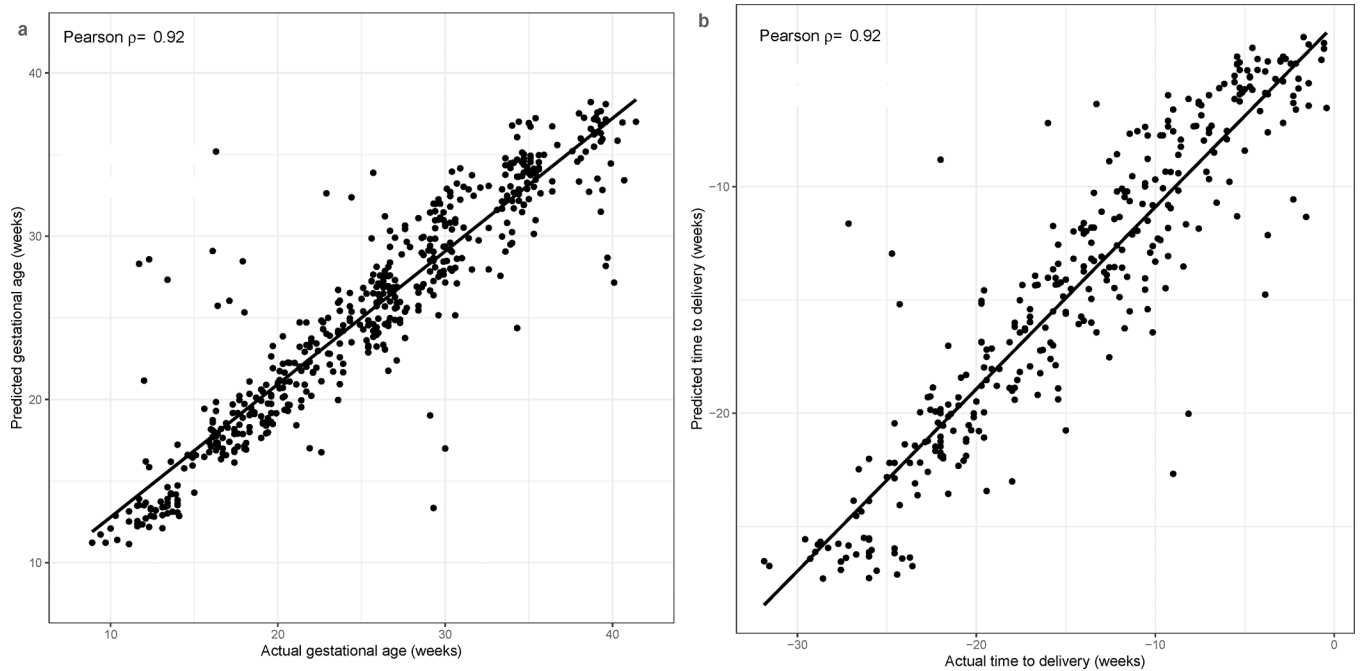 a
Pearson ρ= 0.92
40
30
20
10
10
20
30
40
Predicted gestational age (weeks)
Actual gestational age (weeks)
b
Pearson ρ= 0.92
−10
−20
−30
−20
−10
0
Predicted time to delivery (weeks)
Actual time to delivery (weeks)